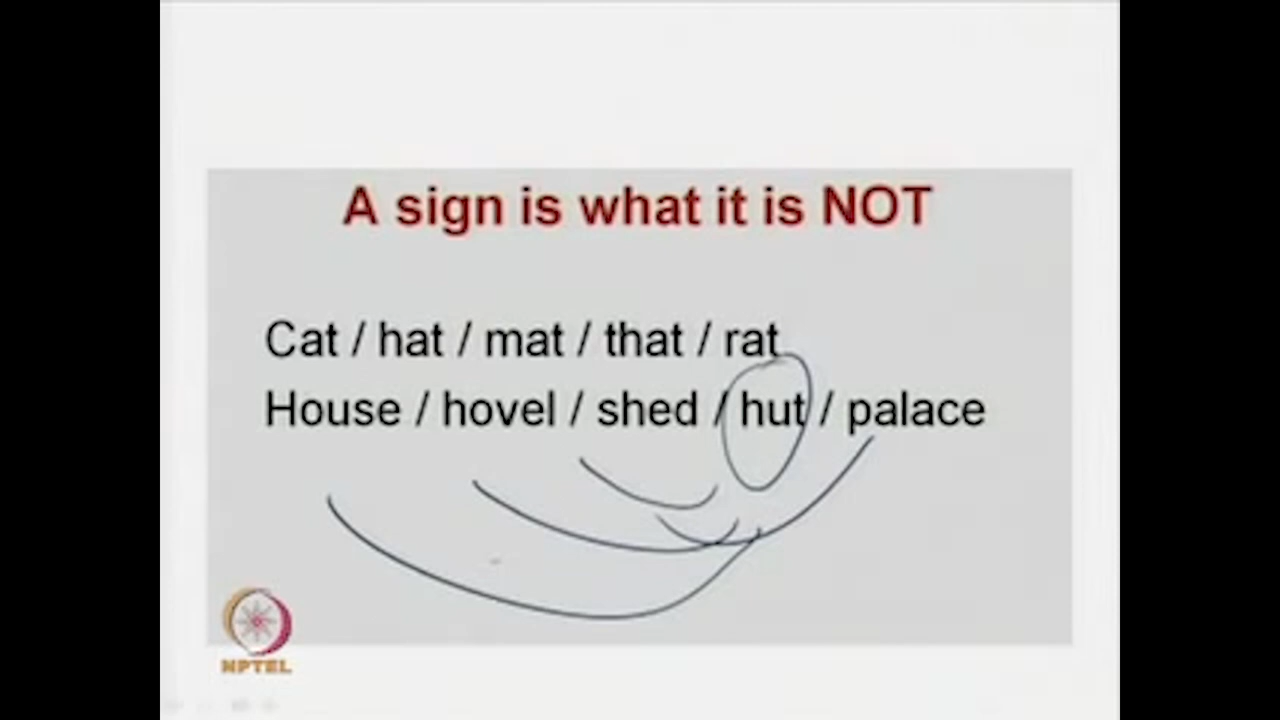 A sign is what it is NOT
Cat / hat / mat / that / rat
House / hovel / shed / hut / palace
NPTEL